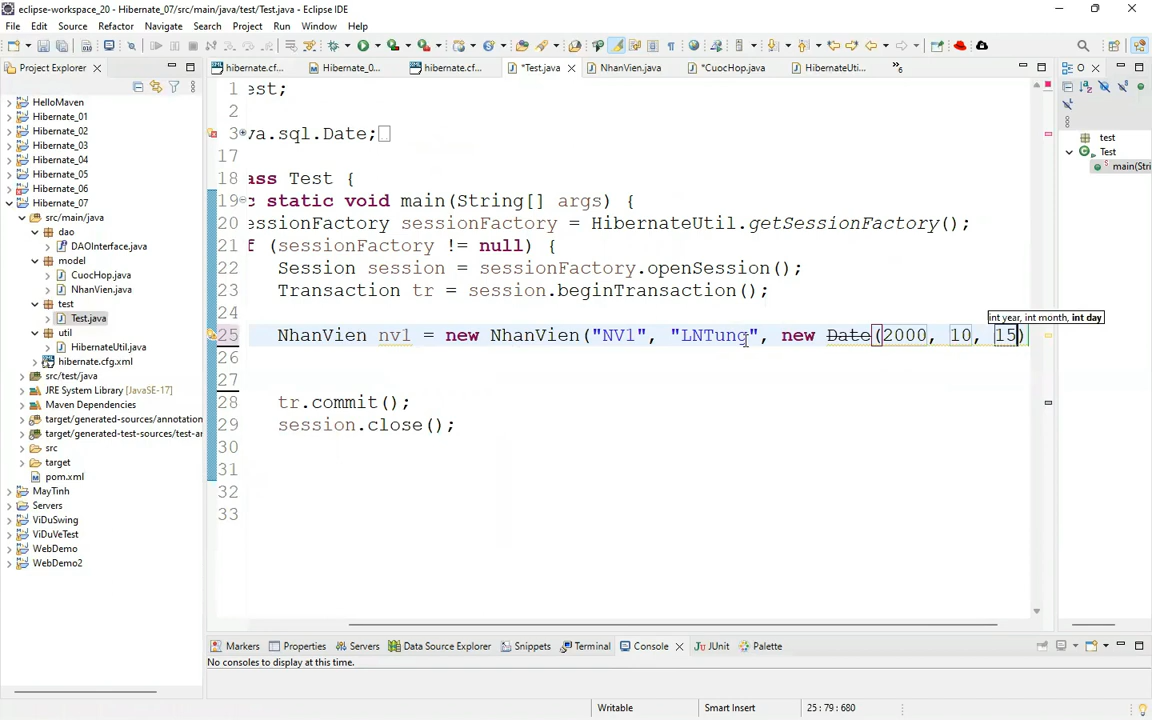 eclipse-workspace_20 - Hibernate_07/src/main/java/test/Test.java - Eclipse IDE
File Edit Source Refactor Navigate Search Project Run Window Help
Project Explorer
hibernate.cf...
Hibernate_0...
hibernate.cf...
*Test.java
NhanVien.java
*CuocHop.java
HibernateUti...
6
O
HelloMaven
Hibernate_01
Hibernate_02
Hibernate_03
Hibernate_04
Hibernate_05
Hibernate_06
Hibernate_07
src/main/java
dao
DAOInterface.java
model
CuocHop.java
NhanVien.java
test
Test.java
util
HibernateUtil.java
hibernate.cfg.xml
src/test/java
JRE System Library [JavaSE-17]
Maven Dependencies
target/generated-sources/annotation
target/generated-test-sources/test-ar
src
target
pom.xml
MayTinh
Servers
ViDuSwing
ViDuVeTest
WebDemo
WebDemo2
1 est;
2
3 va.sql.Date;
17
18 ass Test {
19 c static void main(String[] args) {
20 essionFactory sessionFactory = HibernateUtil.getSessionFactory();
21 f (sessionFactory != null) {
22 Session session = sessionFactory.openSession();
23 Transaction tr = session.beginTransaction();
24
int year, int month, int day
25 NhanVien nv1 = new NhanVien("NV1", "LNTung", new Date(2000, 10, 15)
26
27
28 tr.commit();
29 session.close();
30
31
32
33
test
Test
main(Stri
Markers Properties Servers Data Source Explorer Snippets Terminal Console JUnit Palette
No consoles to display at this time.
Writable Smart Insert 25 : 79 : 680